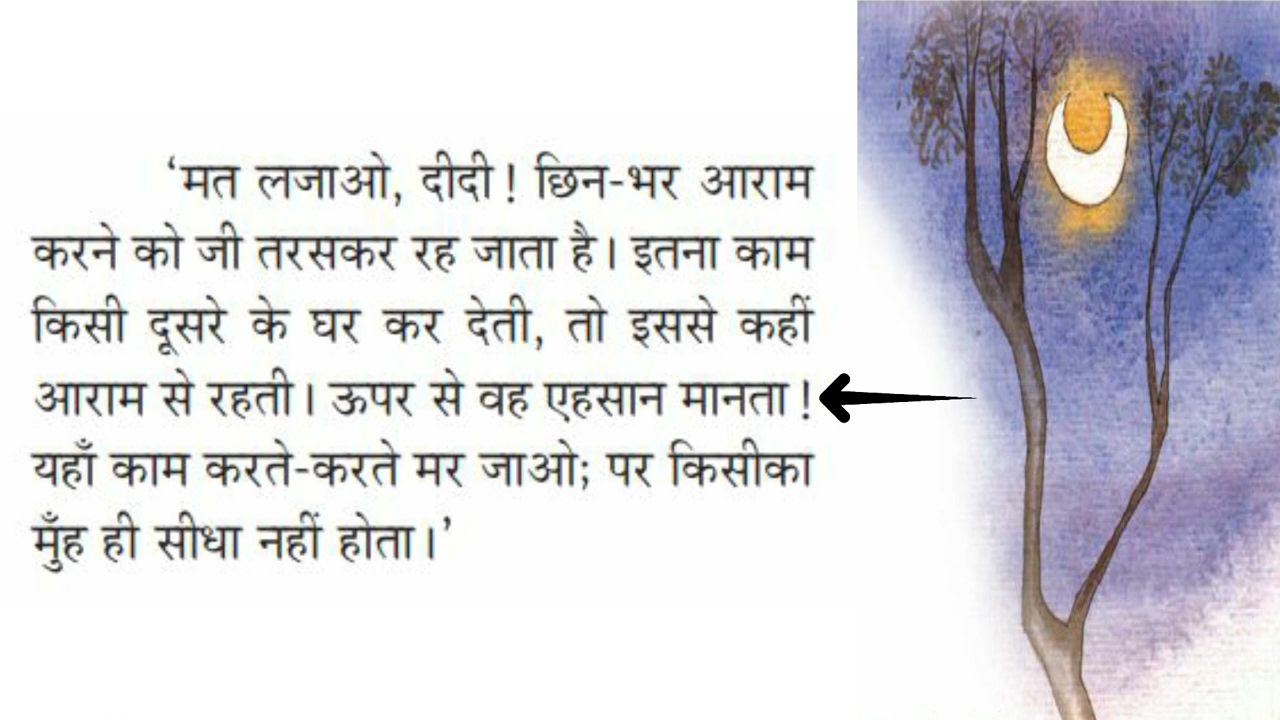 ‘मत लजाओ, दीदी! छिन-भर आराम
करने को जी तरसकर रह जाता है। इतना काम
किसी दूसरे के घर कर देती, तो इससे कहीं
आराम से रहती। ऊपर से वह एहसान मानता!
यहाँ काम करते-करते मर जाओ; पर किसीका
मुँह ही सीधा नहीं होता।’